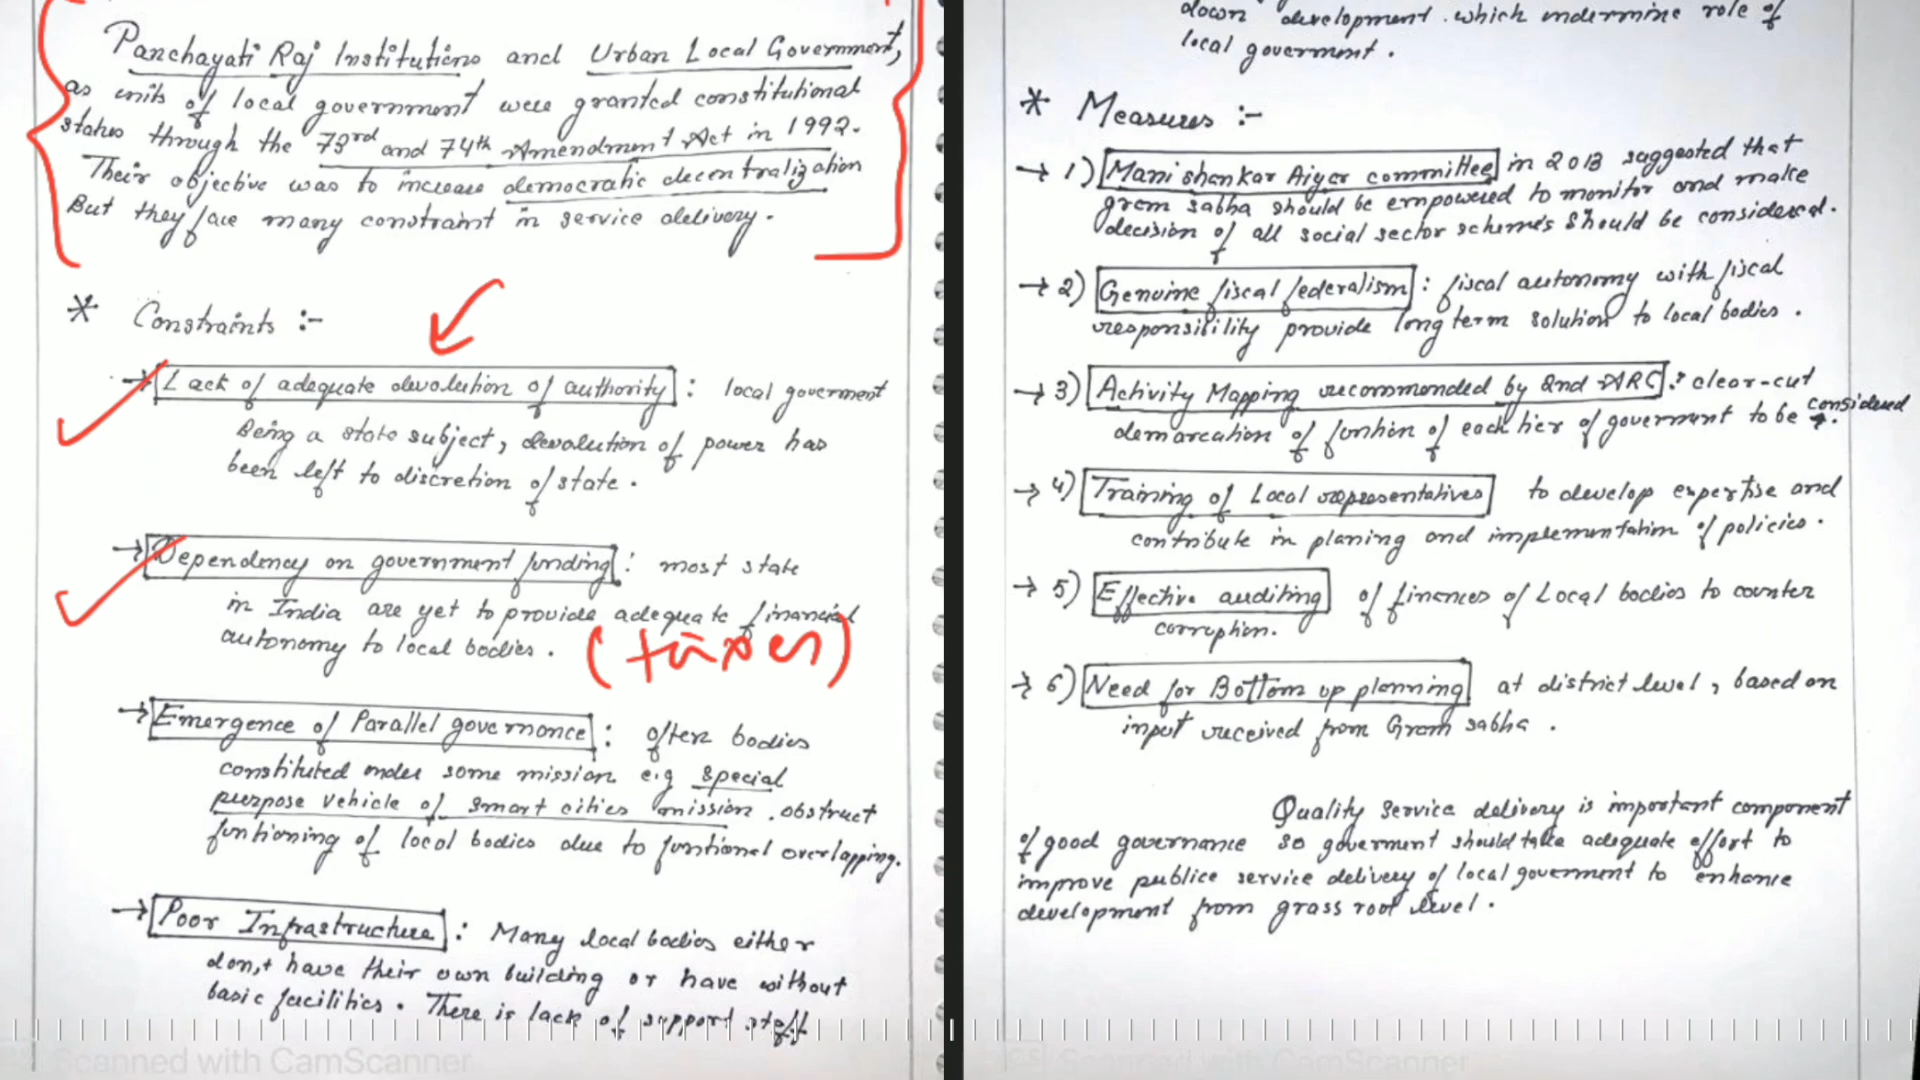 Panchayati Raj Institutions and Urban Local Government,
as units of local government were granted constitutional
status through the 73rd and 74th Amendment Act in 1992.
Their objective was to increase democratic decentralization
But they face many constraint in service delivery.
* Constraints :-
→ Lack of adequate devolution of authority : local goverment
Being a state subject, devolution of power has
been left to discretion of state.
→ Dependency on government funding : most state
in India are yet to provide adequate financial
autonomy to local bodies. (taxes)
→ Emergence of Parallel governance : often bodies
constituted under some mission e.g special
purpose vehicle of smart cities mission. obstruct
funtioning of local bodies due to funtional overlapping.
→ Poor Infrastructure : Many local bodies either
don,t have their own building or have without
basic facilities. There is lack of support staff
Scanned with CamScanner
down development. which undermine role of
local goverment.
* Measures :-
→ 1) Mani shankar Aiyar committee in 2013 suggested that
gram sabha should be empowered to monitor and make
decision of all social sector scheme's should be considered.
→ 2) Genuine fiscal federalism : fiscal autonomy with fiscal
responsibility provide long term solution to local bodies.
→ 3) Activity Mapping recommended by 2nd ARC : clear-cut
demarcation of funtion of each tier of goverment to be considered.
→ 4) Training of Local representatives to develop expertise and
contribute in planing and implementation of policies.
→ 5) Effective auditing of finances of Local bodies to counter
corruption.
→ 6) Need for Bottom up planning at district level, based on
input received from Gram sabha.
Quality service delivery is important component
of good governance so goverment should take adequate effort to
improve publice service delivery of local goverment to enhance
development from grass root level.
Scanned with CamScanner